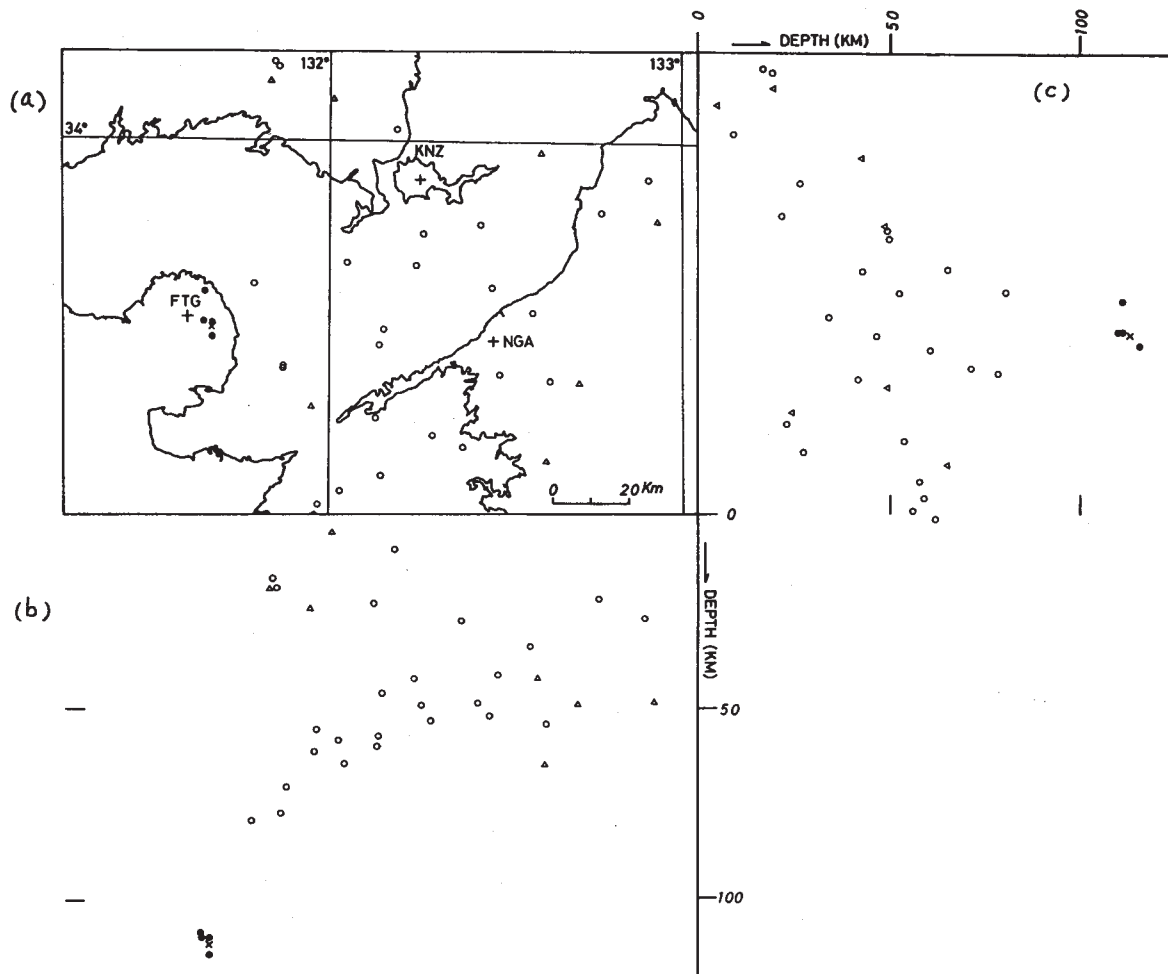 0
50
100
DEPTH (KM)
(a)
132°
133°
(c)
34°
KNZ
FTG
NGA
0 20 Km
0
(b)
DEPTH (KM)
50
100